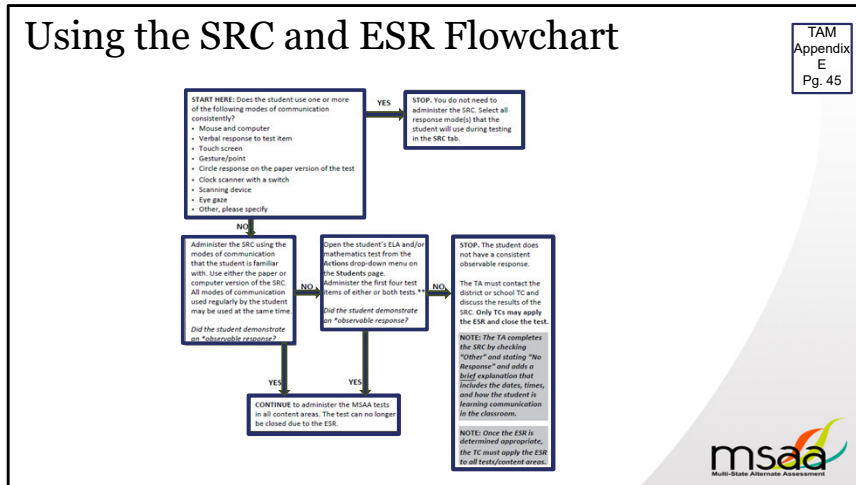 Using the SRC and ESR Flowchart
TAM
Appendix
E
Pg. 45
START HERE: Does the student use one or more
of the following modes of communication
consistently?
• Mouse and computer
• Verbal response to test item
• Touch screen
• Gesture/point
• Circle response on the paper version of the test
• Clock scanner with a switch
• Scanning device
• Eye gaze
• Other, please specify
YES
STOP. You do not need to
administer the SRC. Select all
response mode(s) that the
student will use during testing
in the SRC tab.
NO
Administer the SRC using the
modes of communication
that the student is familiar
with. Use either the paper or
computer version of the SRC.
All modes of communication
used regularly by the student
may be used at the same time.
Did the student demonstrate
an *observable response?
NO
Open the student's ELA and/or
mathematics test from the
Actions drop-down menu on
the Students page.
Administer the first four test
items of either or both tests.**
Did the student demonstrate
an *observable response?
NO
STOP. The student does
not have a consistent
observable response.
The TA must contact the
district or school TC and
discuss the results of the
SRC. Only TCs may apply
the ESR and close the test.
NOTE: The TA completes
the SRC by checking
"Other" and stating "No
Response" and adds a
brief explanation that
includes the dates, times,
and how the student is
learning communication
in the classroom.
NOTE: Once the ESR is
determined appropriate,
the TC must apply the ESR
to all tests/content areas.
YES
YES
CONTINUE to administer the MSAA tests
in all content areas. The test can no longer
be closed due to the ESR.
msaa
Multi-State Alternate Assessment